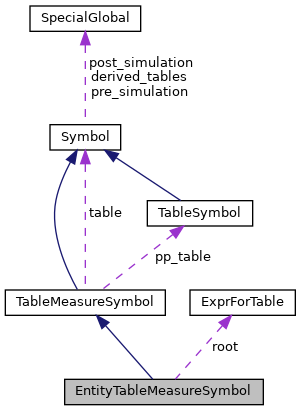 SpecialGlobal
post_simulation
derived_tables
pre_simulation
Symbol
table
TableSymbol
pp_table
TableMeasureSymbol
ExprForTable
root
EntityTableMeasureSymbol